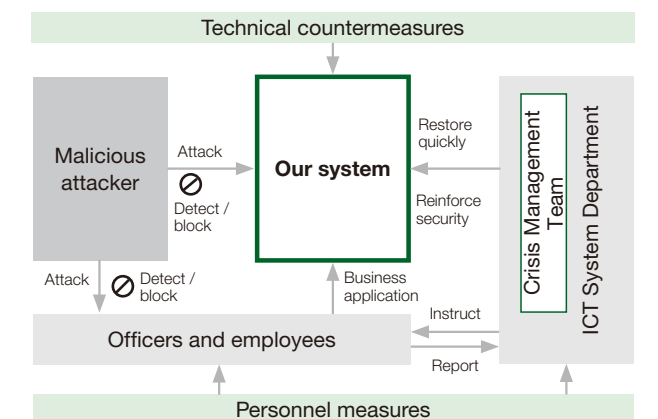 Technical countermeasures
Malicious
attacker
Attack
Detect /
block
Our system
Restore
quickly
Reinforce
security
Crisis Management
Team
ICT System Department
Attack
Detect /
block
Business
application
Officers and employees
Instruct
Report
Personnel measures